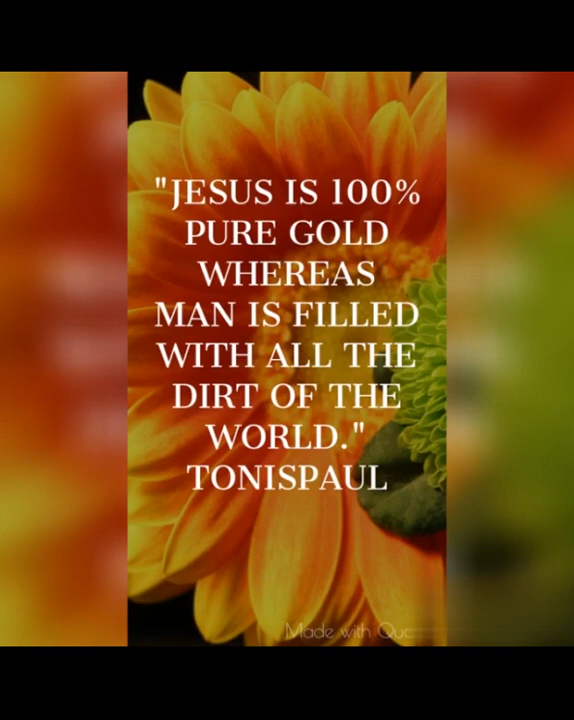 "JESUS IS 100%
PURE GOLD
WHEREAS
MAN IS FILLED
WITH ALL THE
DIRT OF THE
WORLD."
TONISPAUL
Made with